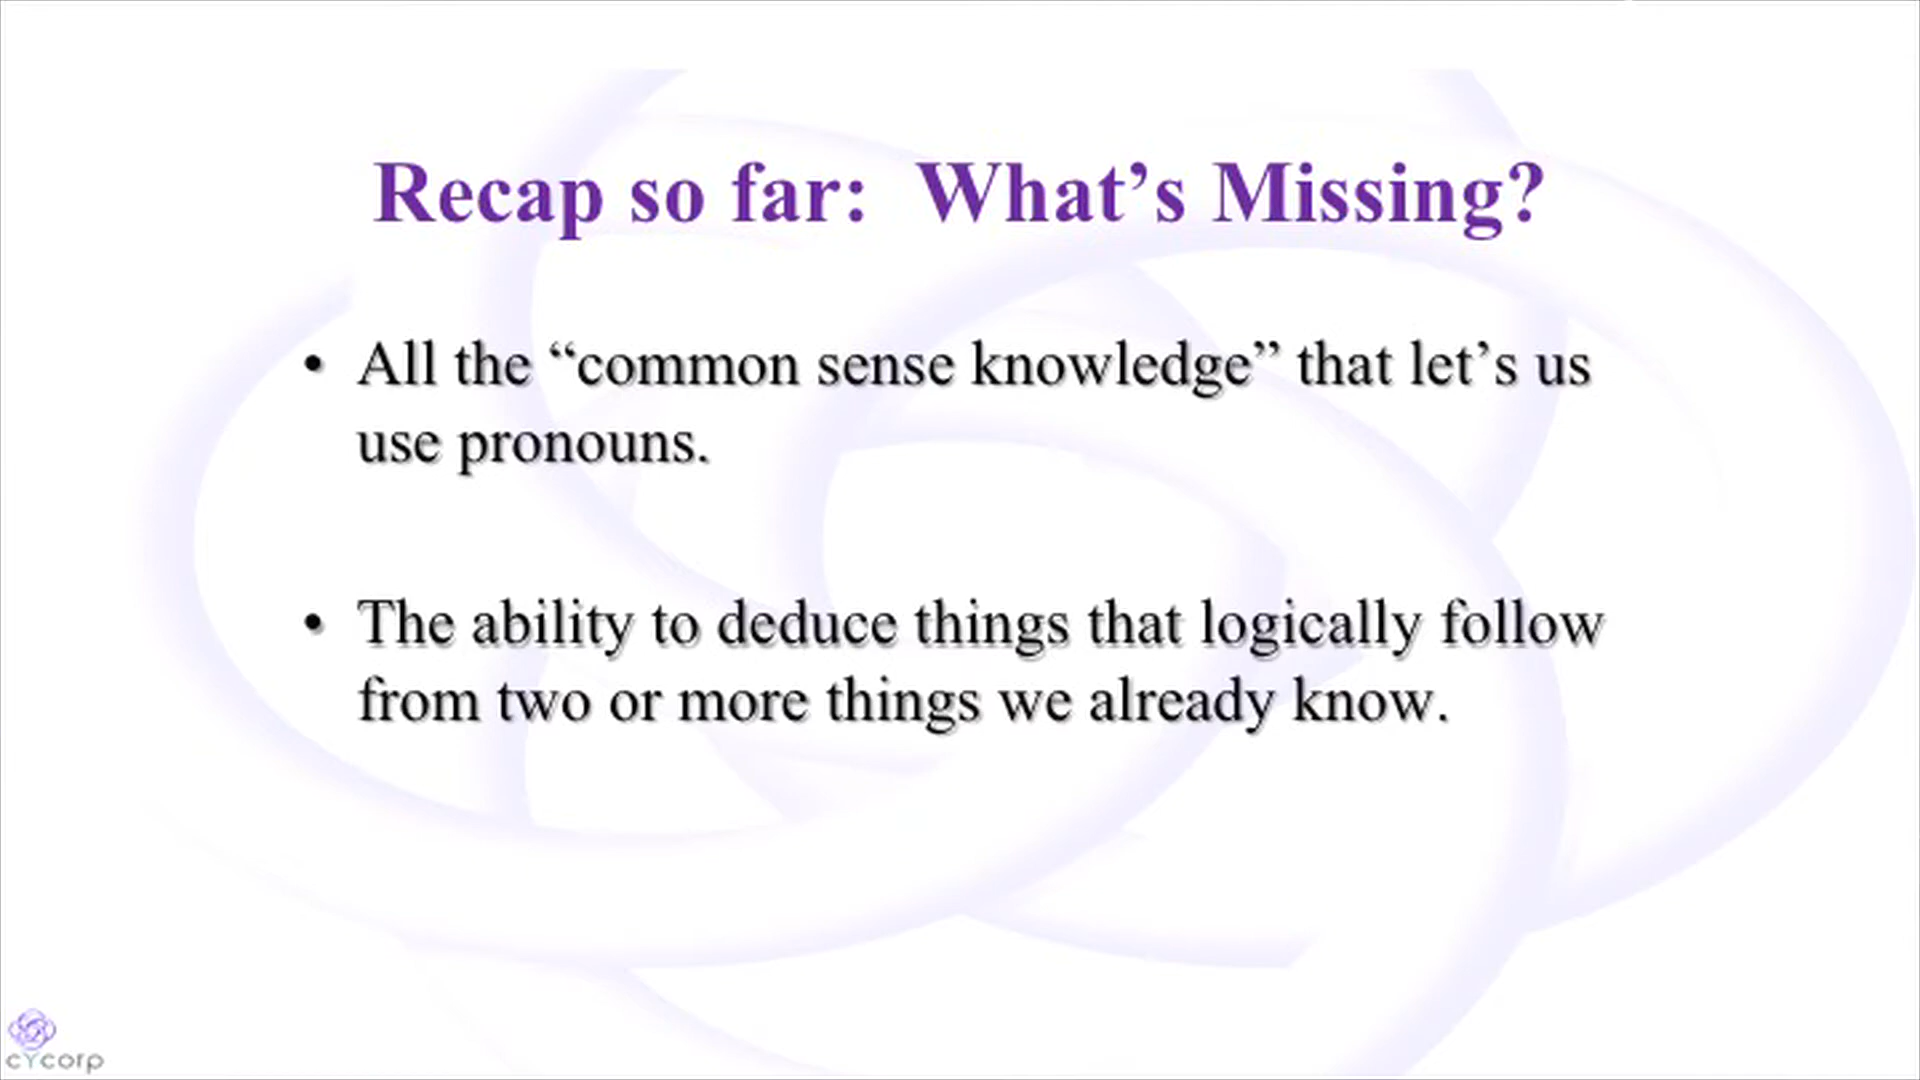 Recap so far:  What’s Missing?
• All the “common sense knowledge” that let’s us
use pronouns.
• The ability to deduce things that logically follow
from two or more things we already know.
cYcorp